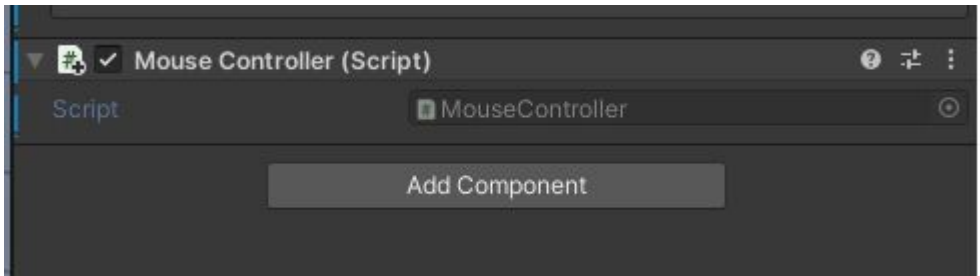 Mouse Controller (Script)
Script MouseController
Add Component